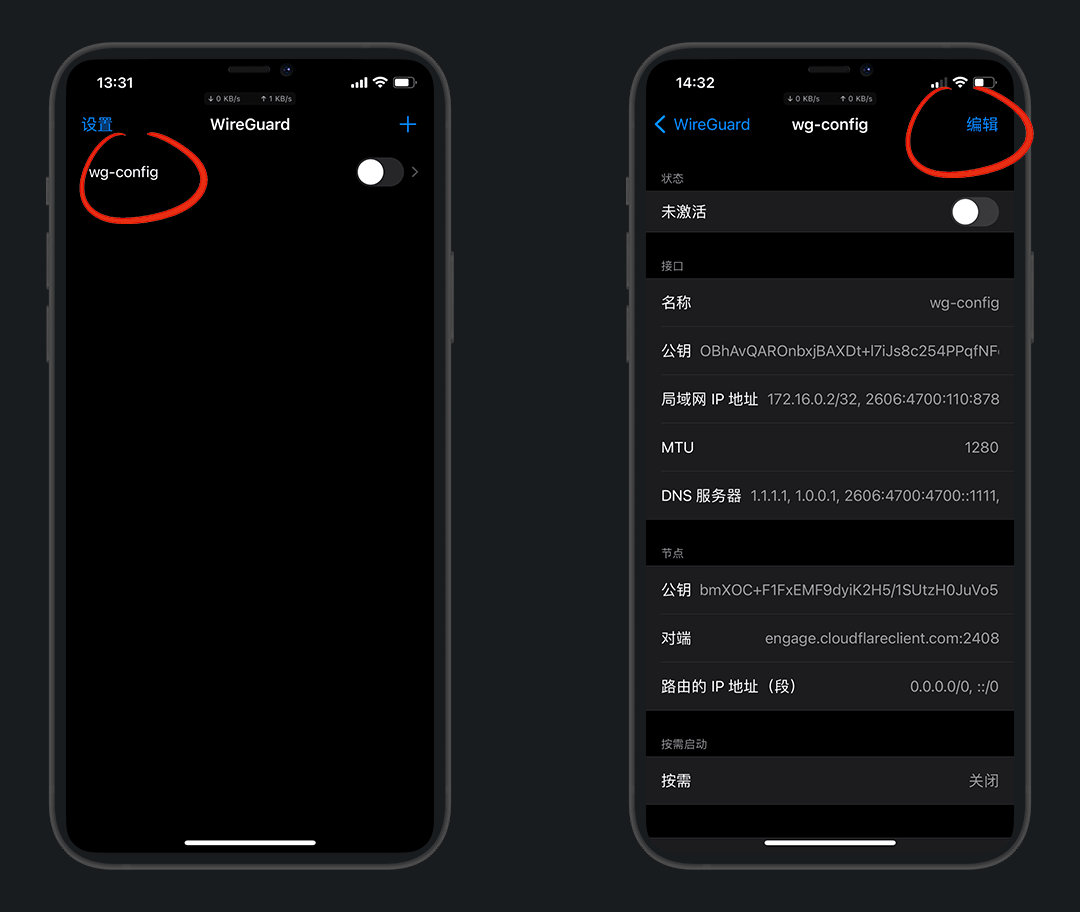 13:31
↓ 0 KB/s ↑ 1 KB/s
设置 WireGuard +
wg-config
14:32
↓ 0 KB/s ↑ 0 KB/s
WireGuard wg-config 编辑
状态
未激活
接口
名称 wg-config
公钥 OBhAvQAROnbxjBAXDt+l7iJs8c254PPqfNF
局域网 IP 地址 172.16.0.2/32, 2606:4700:110:878
MTU 1280
DNS 服务器 1.1.1.1, 1.0.0.1, 2606:4700:4700::1111,
节点
公钥 bmXOC+F1FxEMF9dyiK2H5/1SUtzH0JuVo5
对端 engage.cloudflareclient.com:2408
路由的 IP 地址（段） 0.0.0.0/0, ::/0
按需启动
按需 关闭